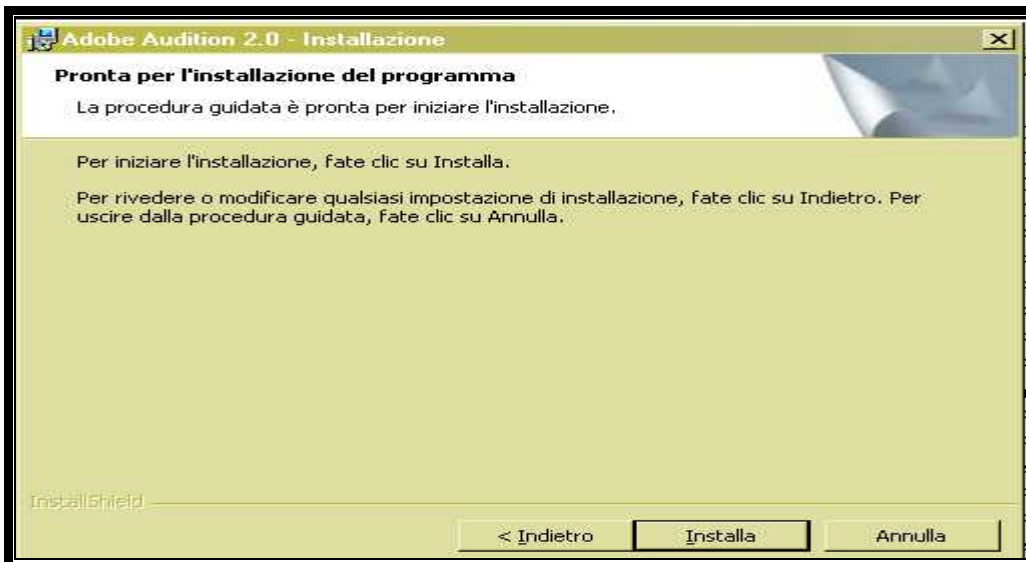 Adobe Audition 2.0 - Installazione
Pronta per l'installazione del programma
La procedura guidata è pronta per iniziare l'installazione.
Per iniziare l'installazione, fate clic su Installa.
Per rivedere o modificare qualsiasi impostazione di installazione, fate clic su Indietro. Per
uscire dalla procedura guidata, fate clic su Annulla.
InstallShield
< Indietro Installa Annulla